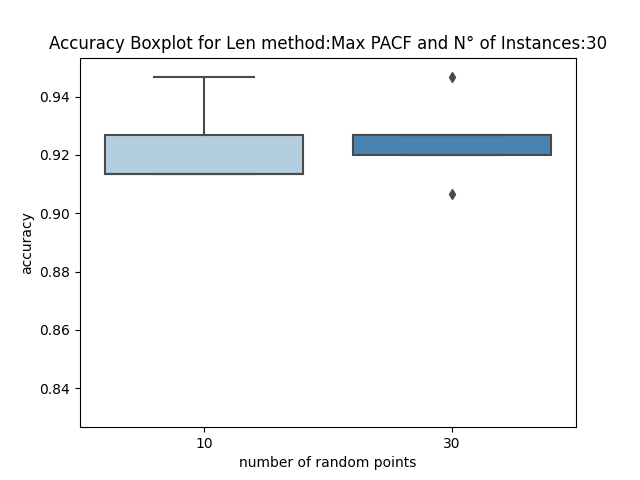 Accuracy Boxplot for Len method:Max PACF and N° of Instances:30
0.94
0.92
0.90
0.88
0.86
0.84
accuracy
10 30
number of random points